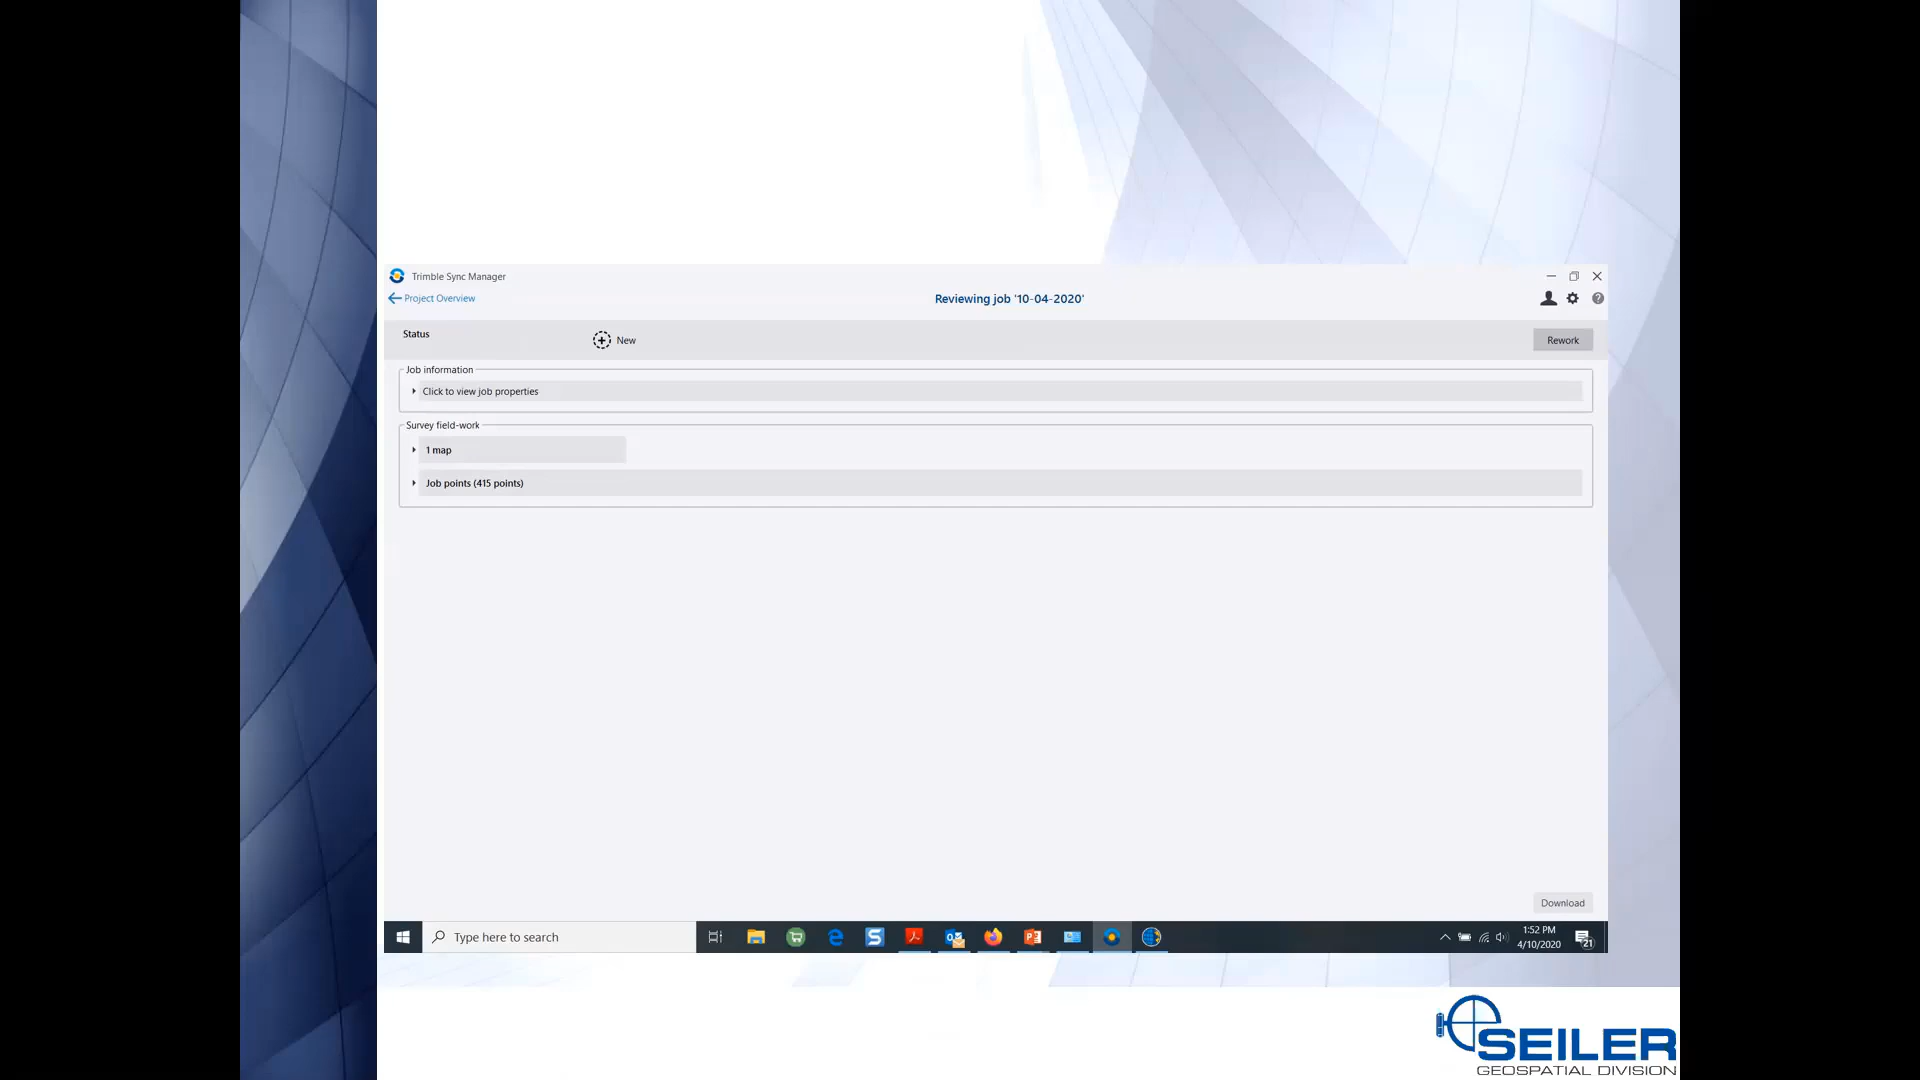 Trimble Sync Manager
Project Overview
Reviewing job '10-04-2020'
Status
New
Rework
Job information
Click to view job properties
Survey field-work
1 map
Job points (415 points)
Download
Type here to search
1:52 PM
4/10/2020
21
SEILER
GEOSPATIAL DIVISION